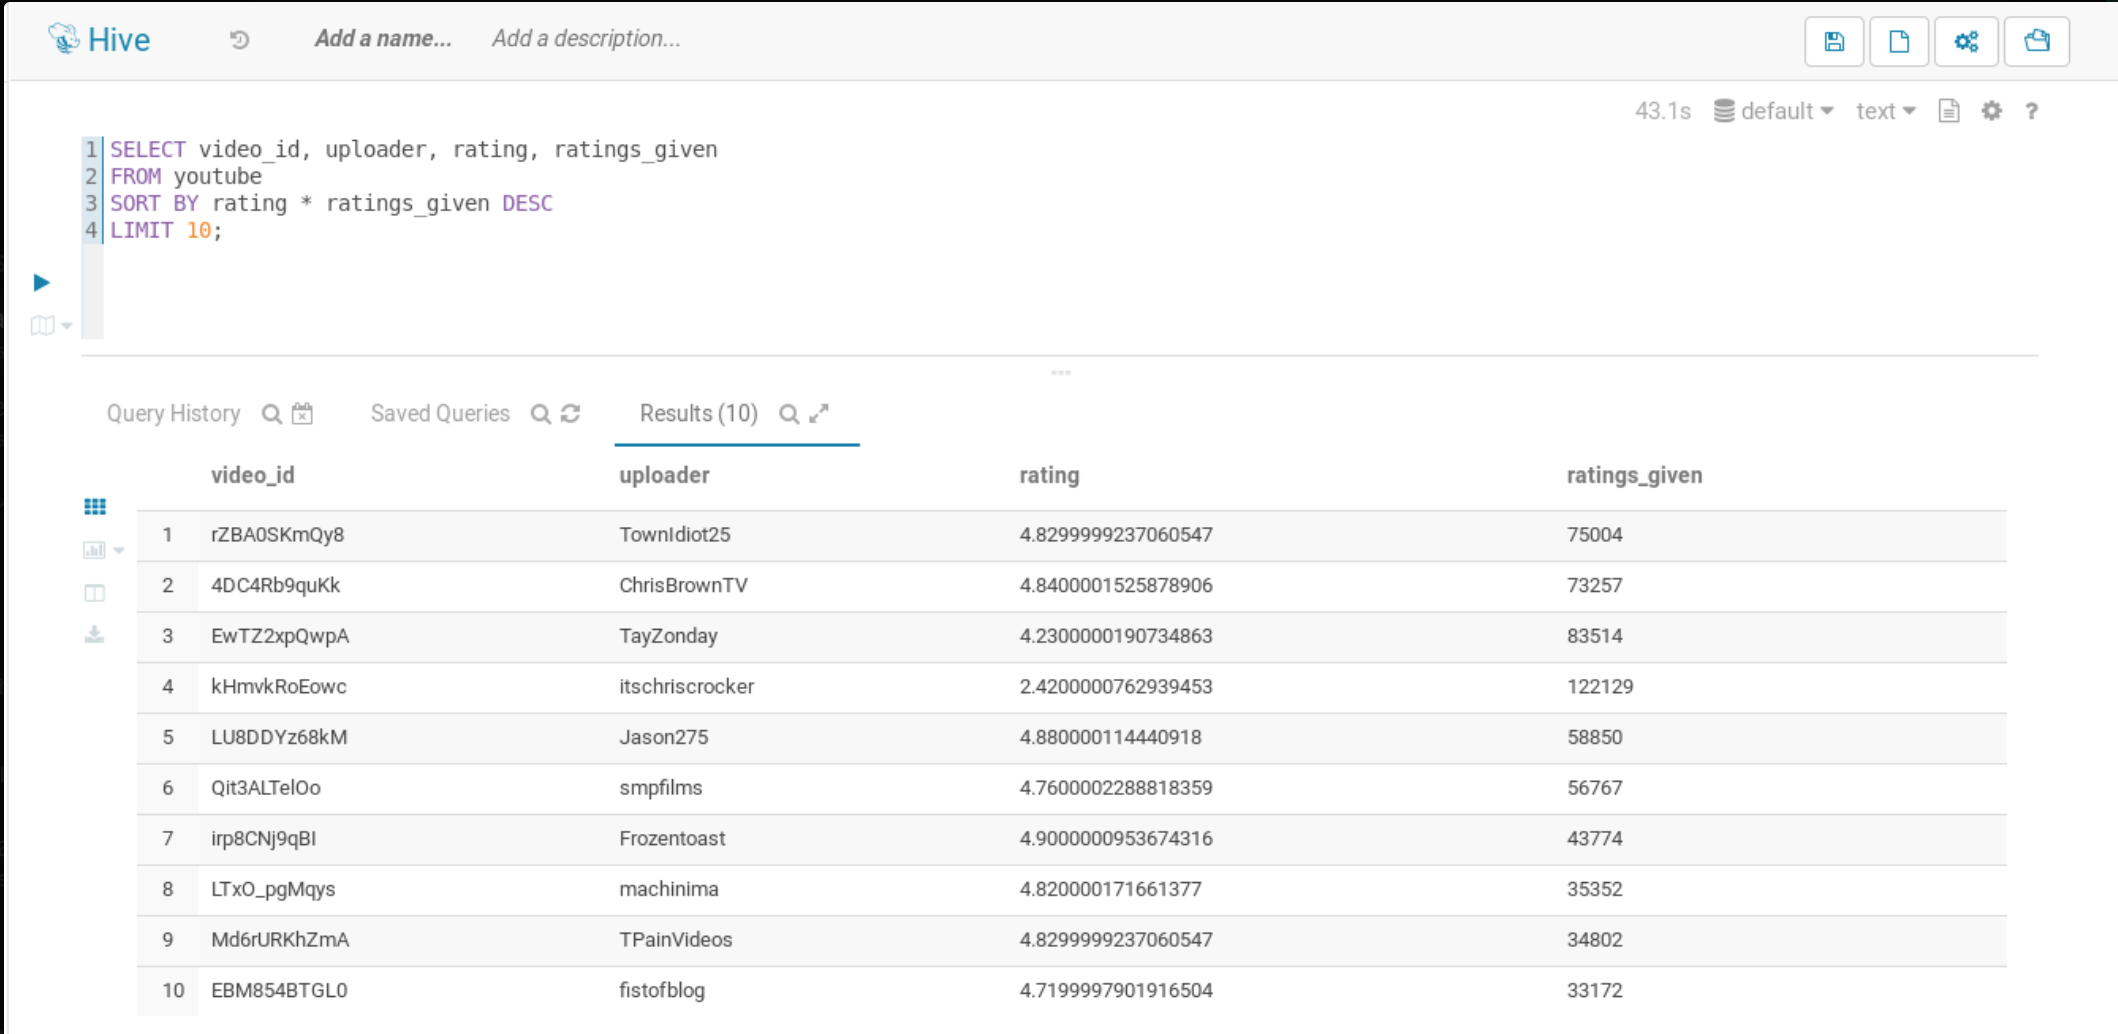 Hive Add a name... Add a description...
43.1s default text ?
1 SELECT video_id, uploader, rating, ratings_given
2 FROM youtube
3 SORT BY rating * ratings_given DESC
4 LIMIT 10;
Query History Saved Queries Results (10)
video_id uploader rating ratings_given
1 rZBA0SKmQy8 TownIdiot25 4.8299999237060547 75004
2 4DC4Rb9quKk ChrisBrownTV 4.8400001525878906 73257
3 EwTZ2xpQwpA TayZonday 4.2300000190734863 83514
4 kHmvkRoEowc itschriscrocker 2.4200000762939453 122129
5 LU8DDYz68kM Jason275 4.880000114440918 58850
6 Qit3ALTelOo smpfilms 4.7600002288818359 56767
7 irp8CNj9qBI Frozentoast 4.9000000953674316 43774
8 LTxO_pgMqys machinima 4.820000171661377 35352
9 Md6rURKhZmA TPainVideos 4.8299999237060547 34802
10 EBM854BTGL0 fistofblog 4.7199997901916504 33172